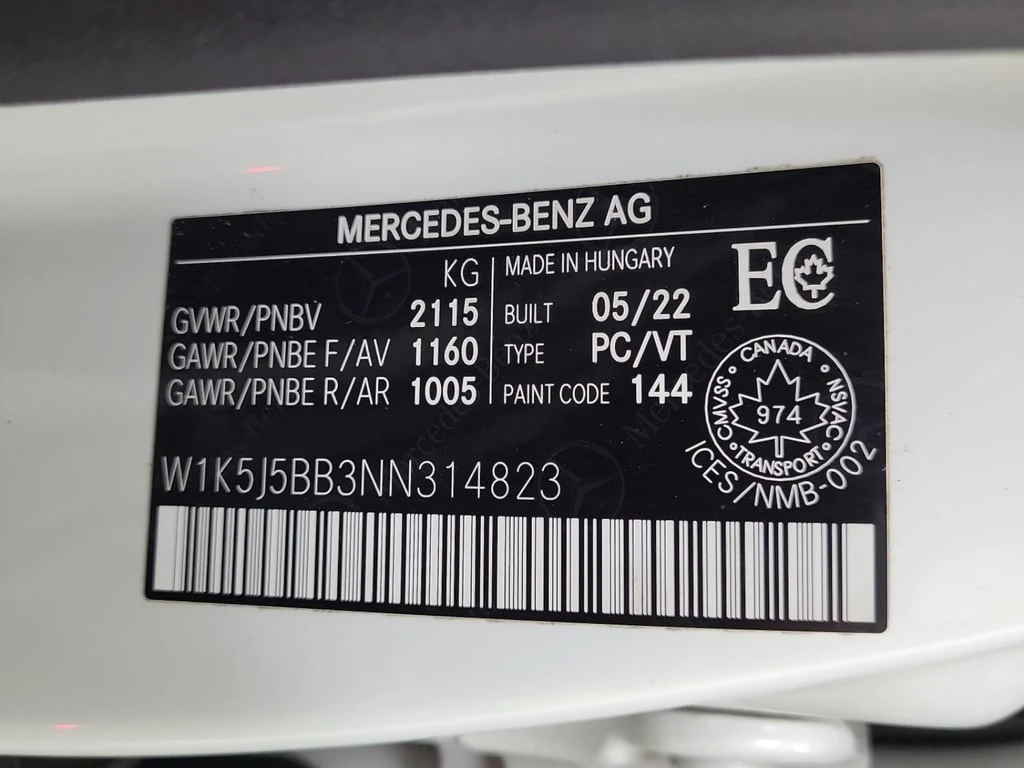 MERCEDES-BENZ AG
KG
GVWR/PNBV 2115
GAWR/PNBE F/AV 1160
GAWR/PNBE R/AR 1005
MADE IN HUNGARY
BUILT 05/22
TYPE PC/VT
PAINT CODE 144
EC
CANADA
CMVSS
NSVAC
974
TRANSPORT
ICES/NMB-002
W1K5J5BB3NN314823